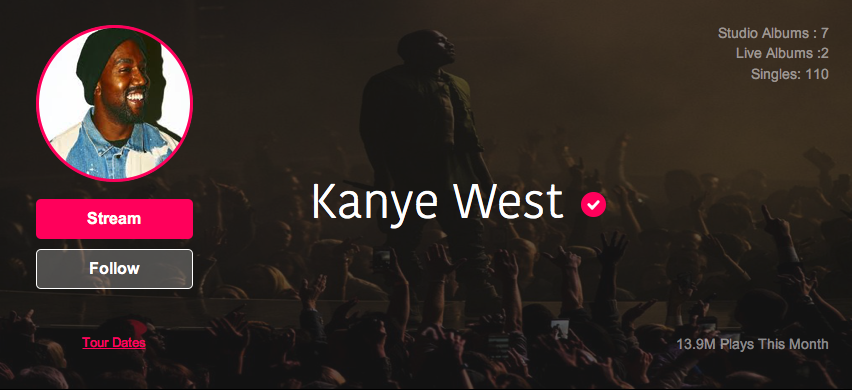 Studio Albums : 7
Live Albums :2
Singles: 110
Kanye West
Stream
Follow
Tour Dates
13.9M Plays This Month